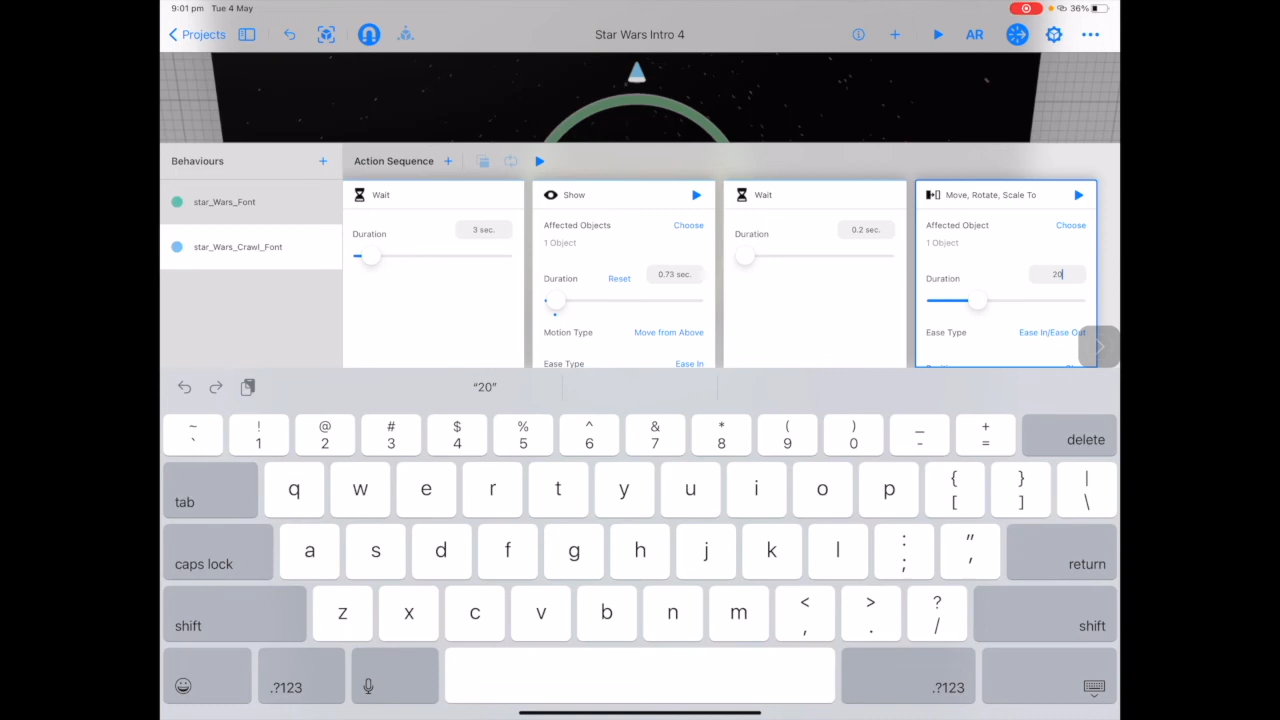 9:01 pm Tue 4 May
36%
Projects
Star Wars Intro 4
AR
Behaviours +
Action Sequence +
star_Wars_Font
star_Wars_Crawl_Font
Wait
Duration
3 sec.
Show
Affected Objects
Choose
1 Object
Duration
Reset
0.73 sec.
Motion Type
Move from Above
Ease Type
Ease In
Wait
Duration
0.2 sec.
Move, Rotate, Scale To
Affected Object
Choose
1 Object
Duration
20
Ease Type
Ease In/Ease Out
“20”
~ ! @ # $ % ^ & * ( ) _ +
` 1 2 3 4 5 6 7 8 9 0 - = delete
tab q w e r t y u i o p { [ } ] | \
caps lock a s d f g h j k l : ; " ' return
shift z x c v b n m < , > . ? / shift
.?123 .?123